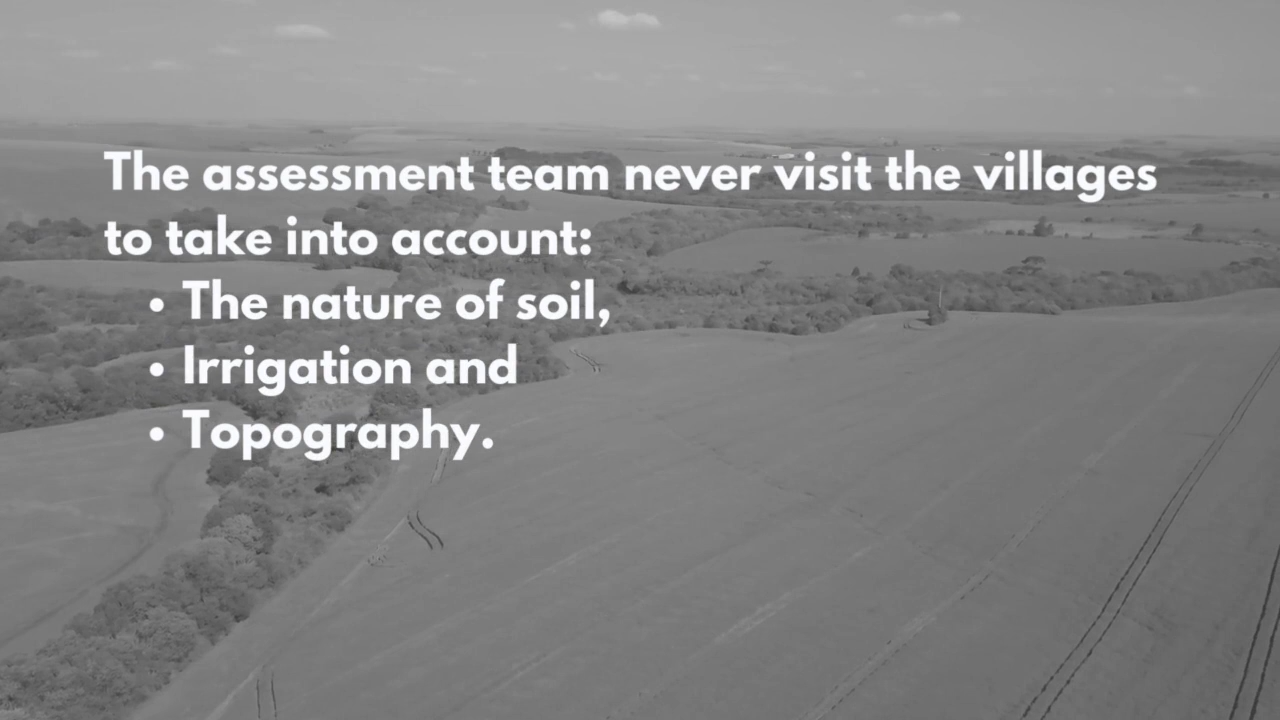 The assessment team never visit the villages
to take into account:
• The nature of soil,
• Irrigation and
• Topography.